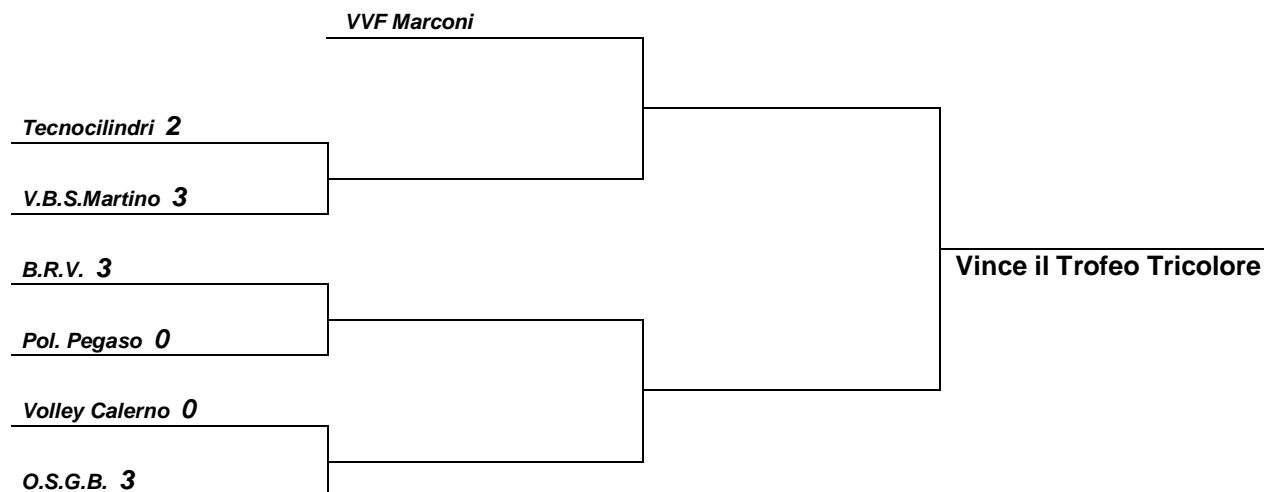 VVF Marconi
Tecnocilindri 2
V.B.S.Martino 3
B.R.V. 3
Vince il Trofeo Tricolore
Pol. Pegaso 0
Volley Calerno 0
O.S.G.B. 3